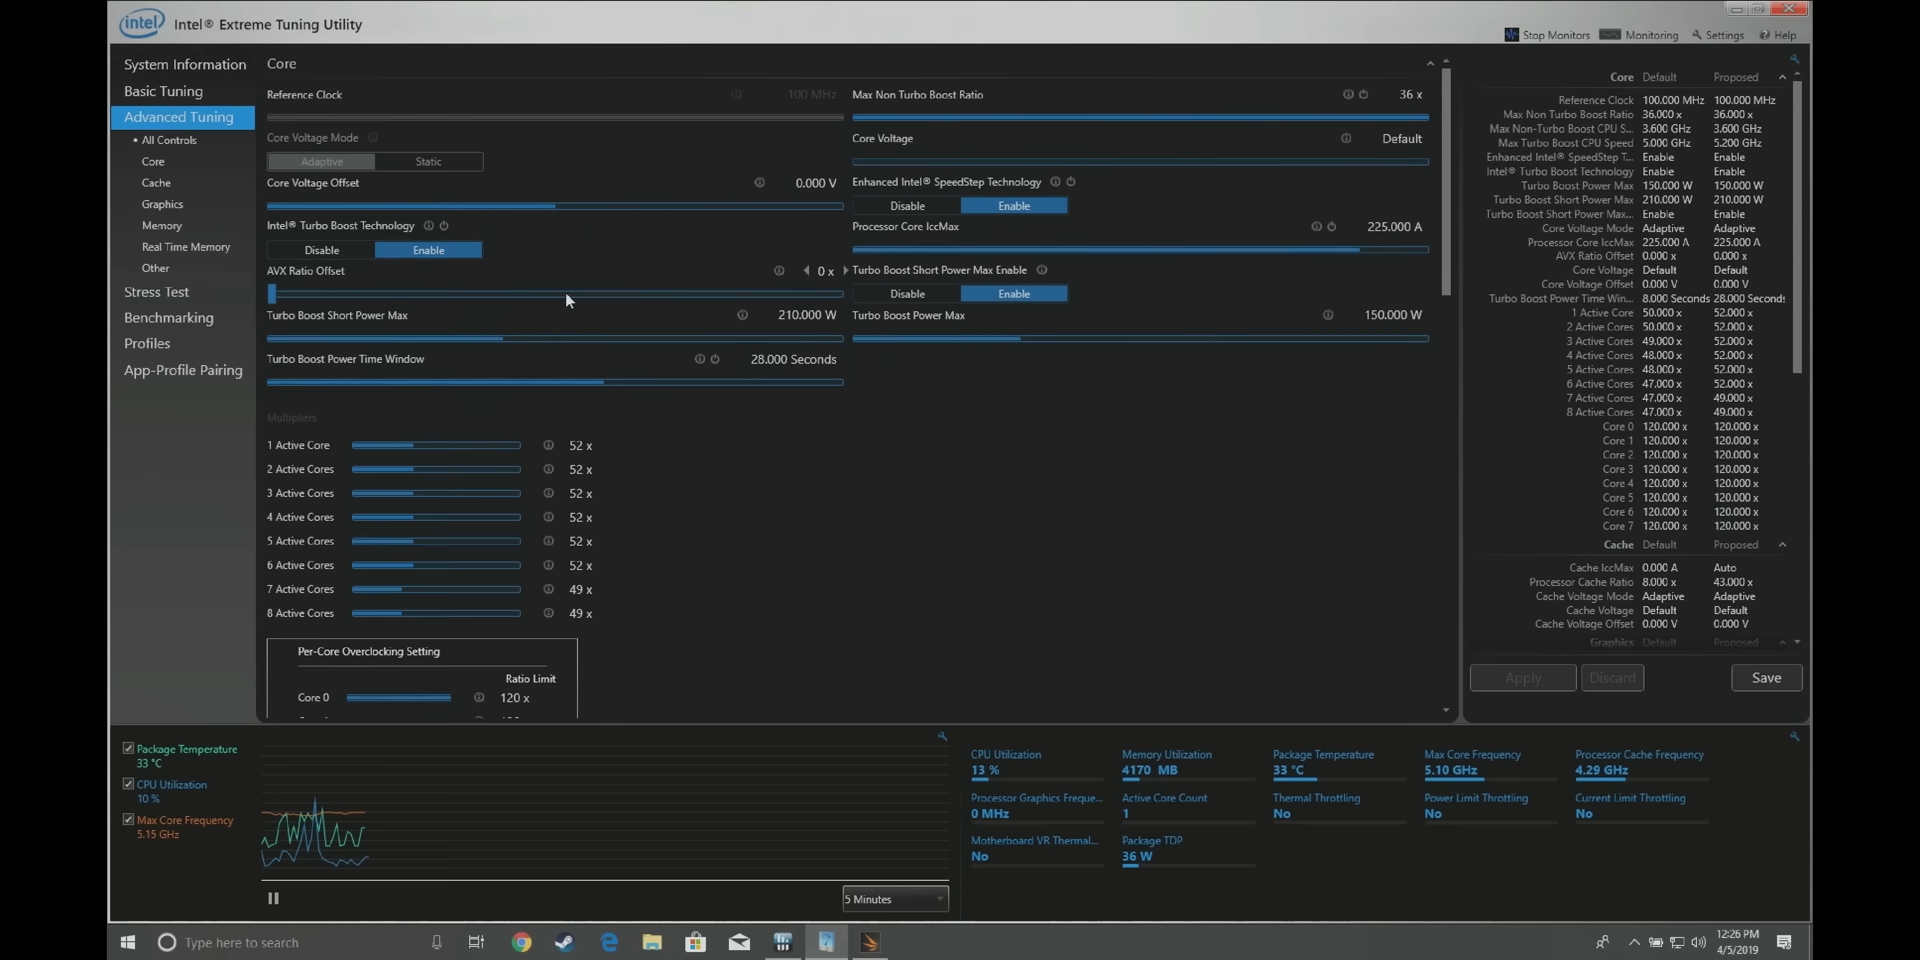 intel Intel® Extreme Tuning Utility
Stop Monitors Monitoring Settings Help
System Information
Basic Tuning
Advanced Tuning
• All Controls
Core
Cache
Graphics
Memory
Real Time Memory
Other
Stress Test
Benchmarking
Profiles
App-Profile Pairing
Core
Reference Clock 100 MHz
Core Voltage Mode
Adaptive Static
Core Voltage Offset 0.000 V
Intel® Turbo Boost Technology
Disable Enable
AVX Ratio Offset 0 x
Turbo Boost Short Power Max 210.000 W
Turbo Boost Power Time Window 28.000 Seconds
Max Non Turbo Boost Ratio 36 x
Core Voltage Default
Enhanced Intel® SpeedStep Technology
Disable Enable
Processor Core IccMax 225.000 A
Turbo Boost Short Power Max Enable
Disable Enable
Turbo Boost Power Max 150.000 W
Multipliers
1 Active Core 52 x
2 Active Cores 52 x
3 Active Cores 52 x
4 Active Cores 52 x
5 Active Cores 52 x
6 Active Cores 52 x
7 Active Cores 49 x
8 Active Cores 49 x
Per-Core Overclocking Setting
Ratio Limit
Core 0 120 x
Core Default Proposed
Reference Clock 100.000 MHz 100.000 MHz
Max Non Turbo Boost Ratio 36.000 x 36.000 x
Max Non-Turbo Boost CPU S... 3.600 GHz 3.600 GHz
Max Turbo Boost CPU Speed 5.000 GHz 5.200 GHz
Enhanced Intel® SpeedStep T... Enable Enable
Intel® Turbo Boost Technology Enable Enable
Turbo Boost Power Max 150.000 W 150.000 W
Turbo Boost Short Power Max 210.000 W 210.000 W
Turbo Boost Short Power Max... Enable Enable
Core Voltage Mode Adaptive Adaptive
Processor Core IccMax 225.000 A 225.000 A
AVX Ratio Offset 0.000 x 0.000 x
Core Voltage Default Default
Core Voltage Offset 0.000 V 0.000 V
Turbo Boost Power Time Win... 8.000 Seconds 28.000 Seconds
1 Active Core 50.000 x 52.000 x
2 Active Cores 50.000 x 52.000 x
3 Active Cores 49.000 x 52.000 x
4 Active Cores 48.000 x 52.000 x
5 Active Cores 48.000 x 52.000 x
6 Active Cores 47.000 x 52.000 x
7 Active Cores 47.000 x 49.000 x
8 Active Cores 47.000 x 49.000 x
Core 0 120.000 x 120.000 x
Core 1 120.000 x 120.000 x
Core 2 120.000 x 120.000 x
Core 3 120.000 x 120.000 x
Core 4 120.000 x 120.000 x
Core 5 120.000 x 120.000 x
Core 6 120.000 x 120.000 x
Core 7 120.000 x 120.000 x
Cache Default Proposed
Cache IccMax 0.000 A Auto
Processor Cache Ratio 8.000 x 43.000 x
Cache Voltage Mode Adaptive Adaptive
Cache Voltage Default Default
Cache Voltage Offset 0.000 V 0.000 V
Graphics Default Proposed
Apply Discard Save
Package Temperature
33 °C
CPU Utilization
10 %
Max Core Frequency
5.15 GHz
5 Minutes
CPU Utilization Memory Utilization Package Temperature Max Core Frequency Processor Cache Frequency
13 % 4170 MB 33 °C 5.10 GHz 4.29 GHz
Processor Graphics Freque... Active Core Count Thermal Throttling Power Limit Throttling Current Limit Throttling
0 MHz 1 No No No
Motherboard VR Thermal... Package TDP
No 36 W
Type here to search
12:26 PM
4/5/2019